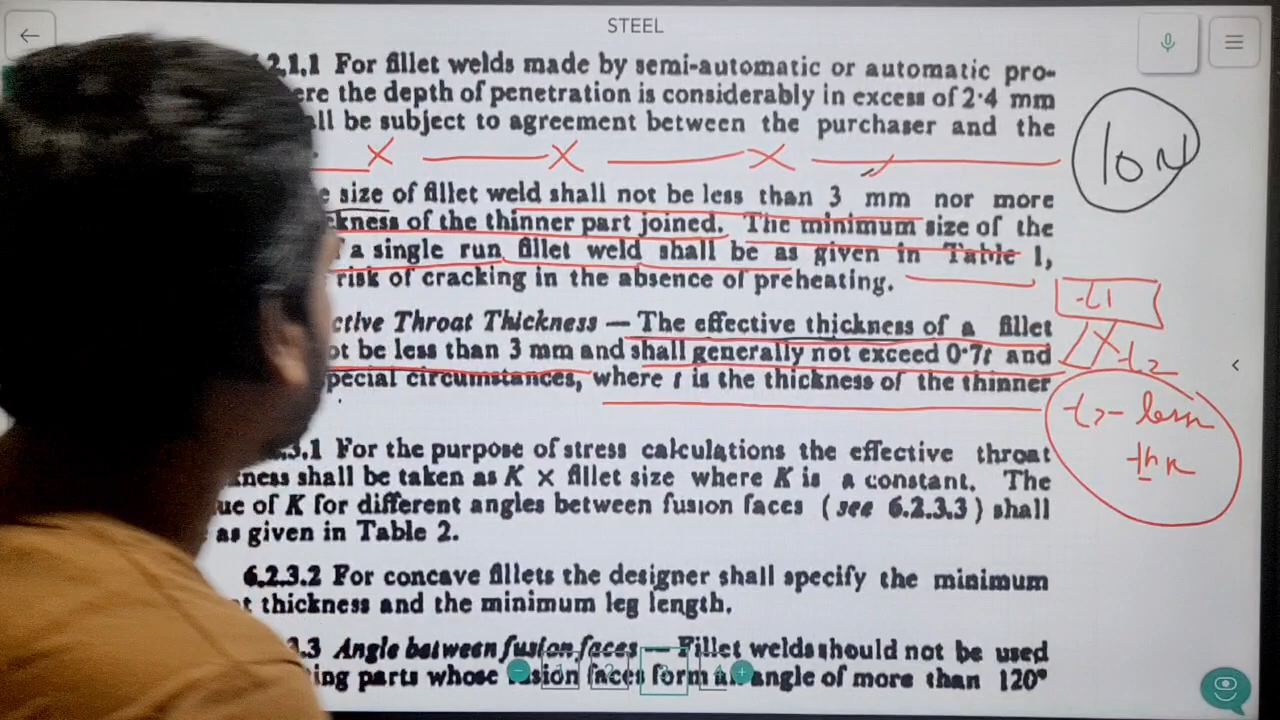 STEEL
2.1.1 For fillet welds made by semi-automatic or automatic pro-
ere the depth of penetration is considerably in excess of 2·4 mm
ll be subject to agreement between the purchaser and the
10N
size of fillet weld shall not be less than 3 mm nor more
kness of the thinner part joined. The minimum size of the
a single run fillet weld shall be as given in Table 1,
risk of cracking in the absence of preheating.
t1
ctive Throat Thickness — The effective thickness of a fillet
ot be less than 3 mm and shall generally not exceed 0·7t and
t2
pecial circumstances, where t is the thickness of the thinner
less
thn
3.1 For the purpose of stress calculations the effective throat
kness shall be taken as K × fillet size where K is a constant. The
ue of K for different angles between fusion faces ( see 6.2.3.3 ) shall
as given in Table 2.
6.2.3.2 For concave fillets the designer shall specify the minimum
t thickness and the minimum leg length.
.3 Angle between fusion faces — Fillet welds should not be used
ing parts whose fusion faces form an angle of more than 120°
1 2 3 4